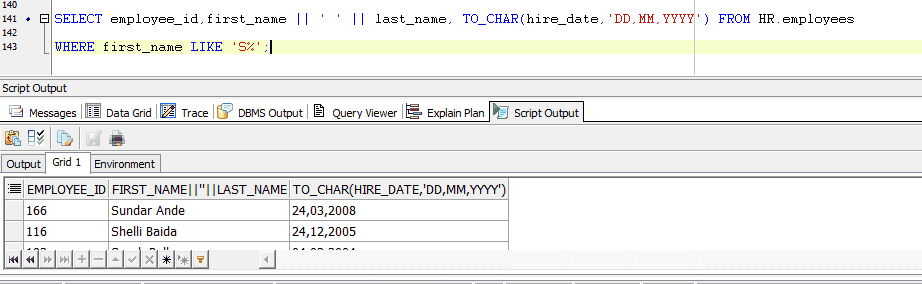 140
141 SELECT employee_id,first_name || ' ' || last_name, TO_CHAR(hire_date,'DD,MM,YYYY') FROM HR.employees
142
143 WHERE first_name LIKE 'S%';
Script Output
Messages Data Grid Trace DBMS Output Query Viewer Explain Plan Script Output
Output Grid 1 Environment
EMPLOYEE_ID FIRST_NAME||''||LAST_NAME TO_CHAR(HIRE_DATE,'DD,MM,YYYY')
166 Sundar Ande 24,03,2008
116 Shelli Baida 24,12,2005